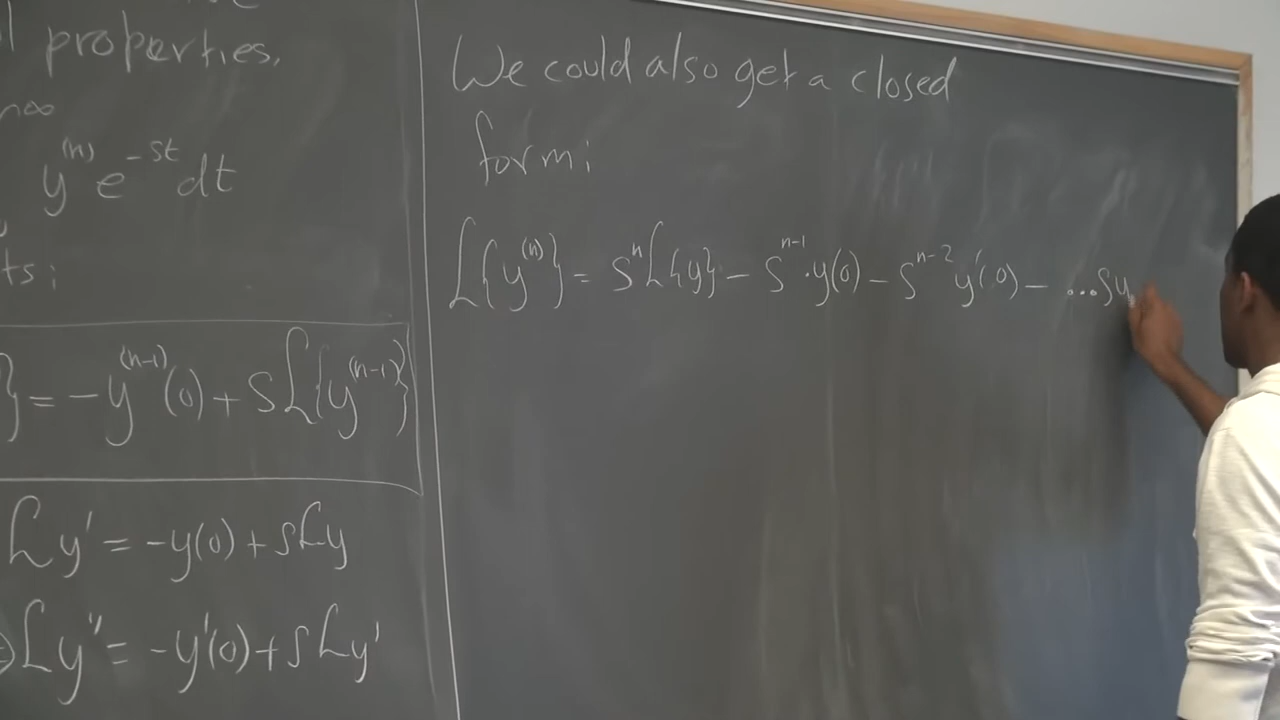 properties.
y^(n) e^-st dt
ts;
} = -y^(n-1)(0) + s ℒ{y^(n-1)}
ℒy' = -y(0) + sℒy
ℒy" = -y'(0) + sℒy'
We could also get a closed
form;
ℒ{y^(n)} = s^n ℒ{y} - s^n-1 · y(0) - s^n-2 y'(0) - ... sy